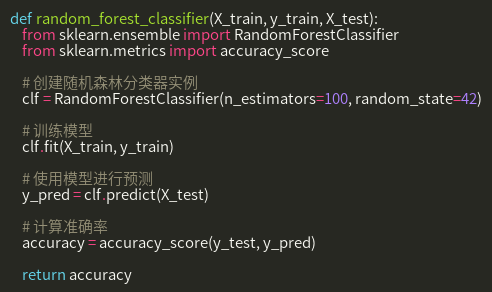 def random_forest_classifier(X_train, y_train, X_test):
from sklearn.ensemble import RandomForestClassifier
from sklearn.metrics import accuracy_score
# 创建随机森林分类器实例
clf = RandomForestClassifier(n_estimators=100, random_state=42)
# 训练模型
clf.fit(X_train, y_train)
# 使用模型进行预测
y_pred = clf.predict(X_test)
# 计算准确率
accuracy = accuracy_score(y_test, y_pred)
return accuracy